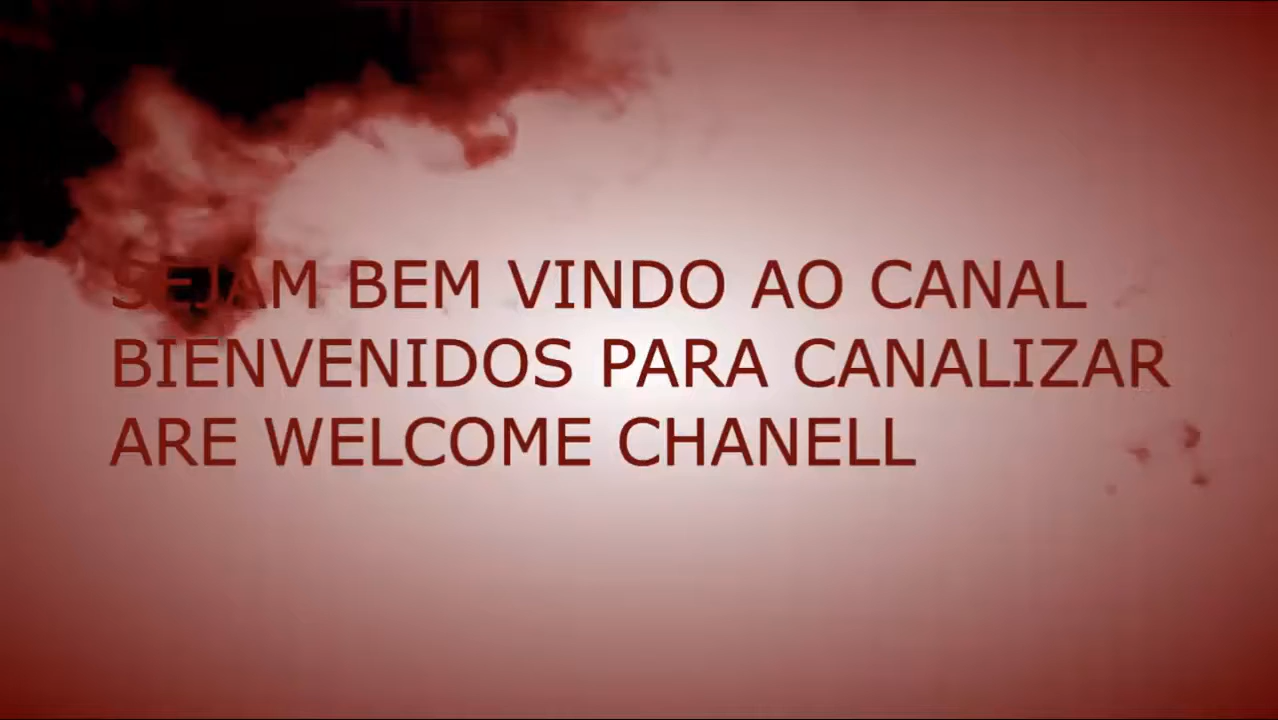 SEJAM BEM VINDO AO CANAL
BIENVENIDOS PARA CANALIZAR
ARE WELCOME CHANELL